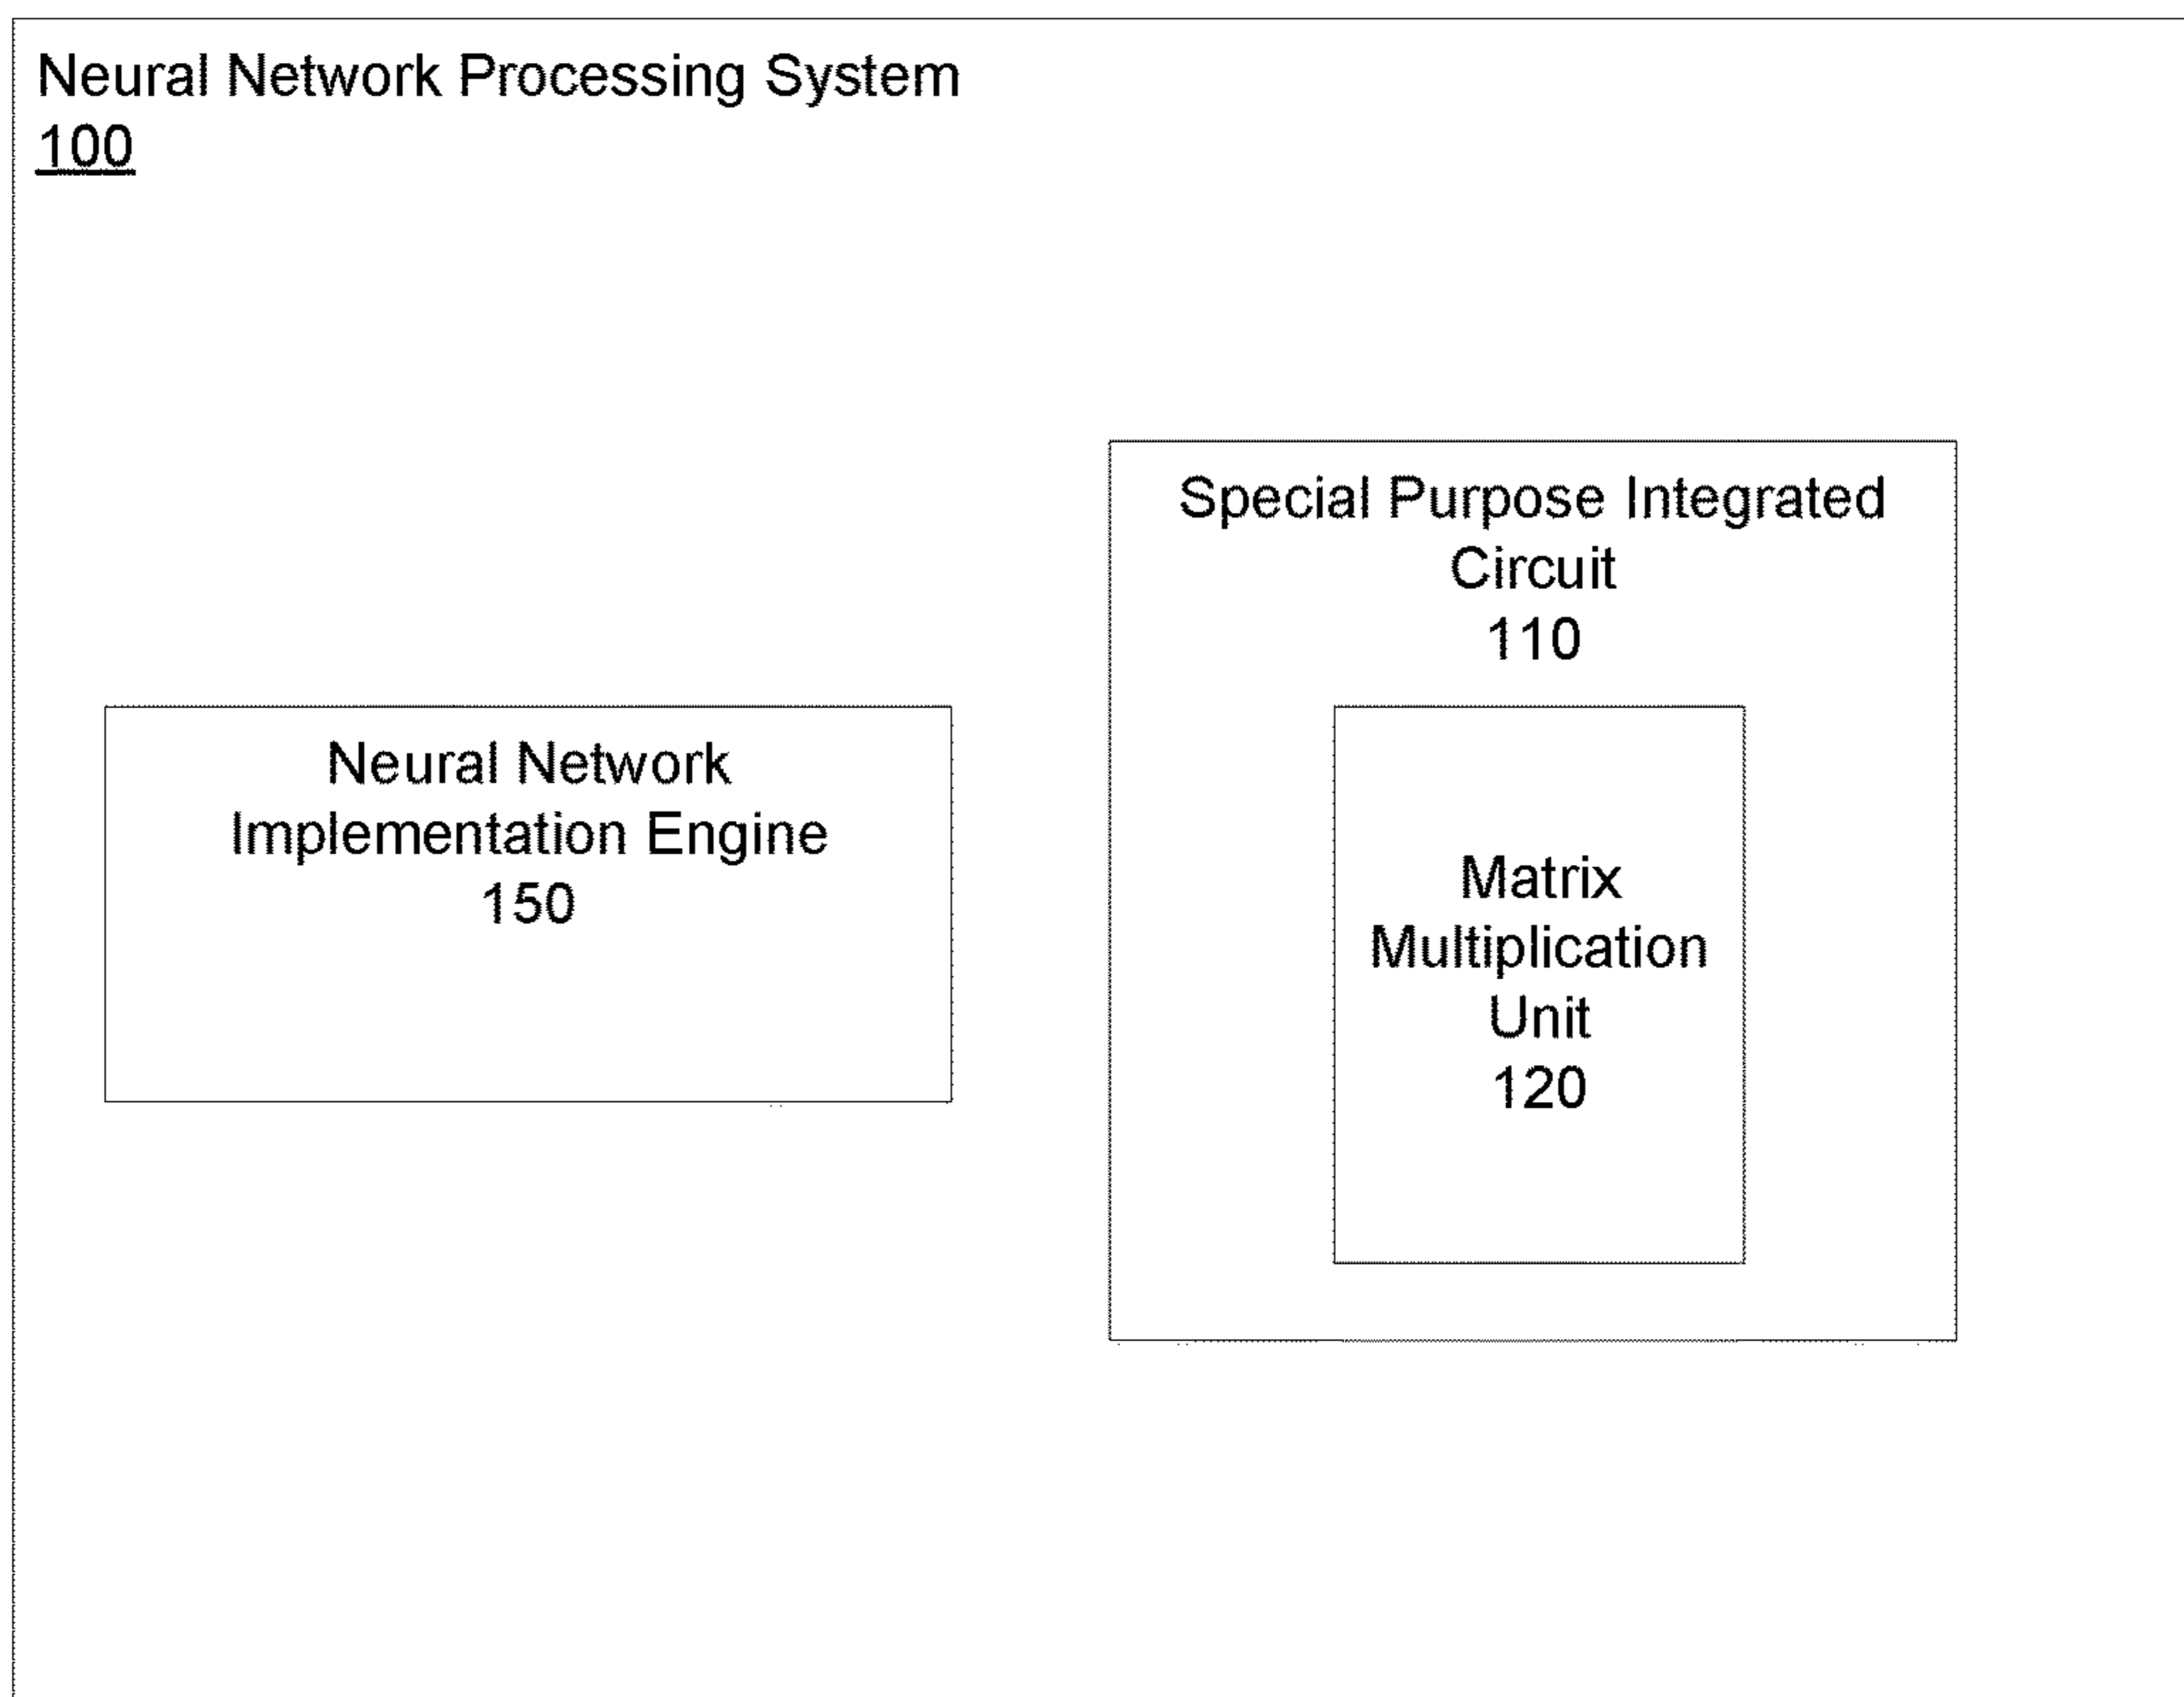 Neural Network Processing System
100
Special Purpose Integrated
Circuit
110
Neural Network
Implementation Engine
150
Matrix
Multiplication
Unit
120